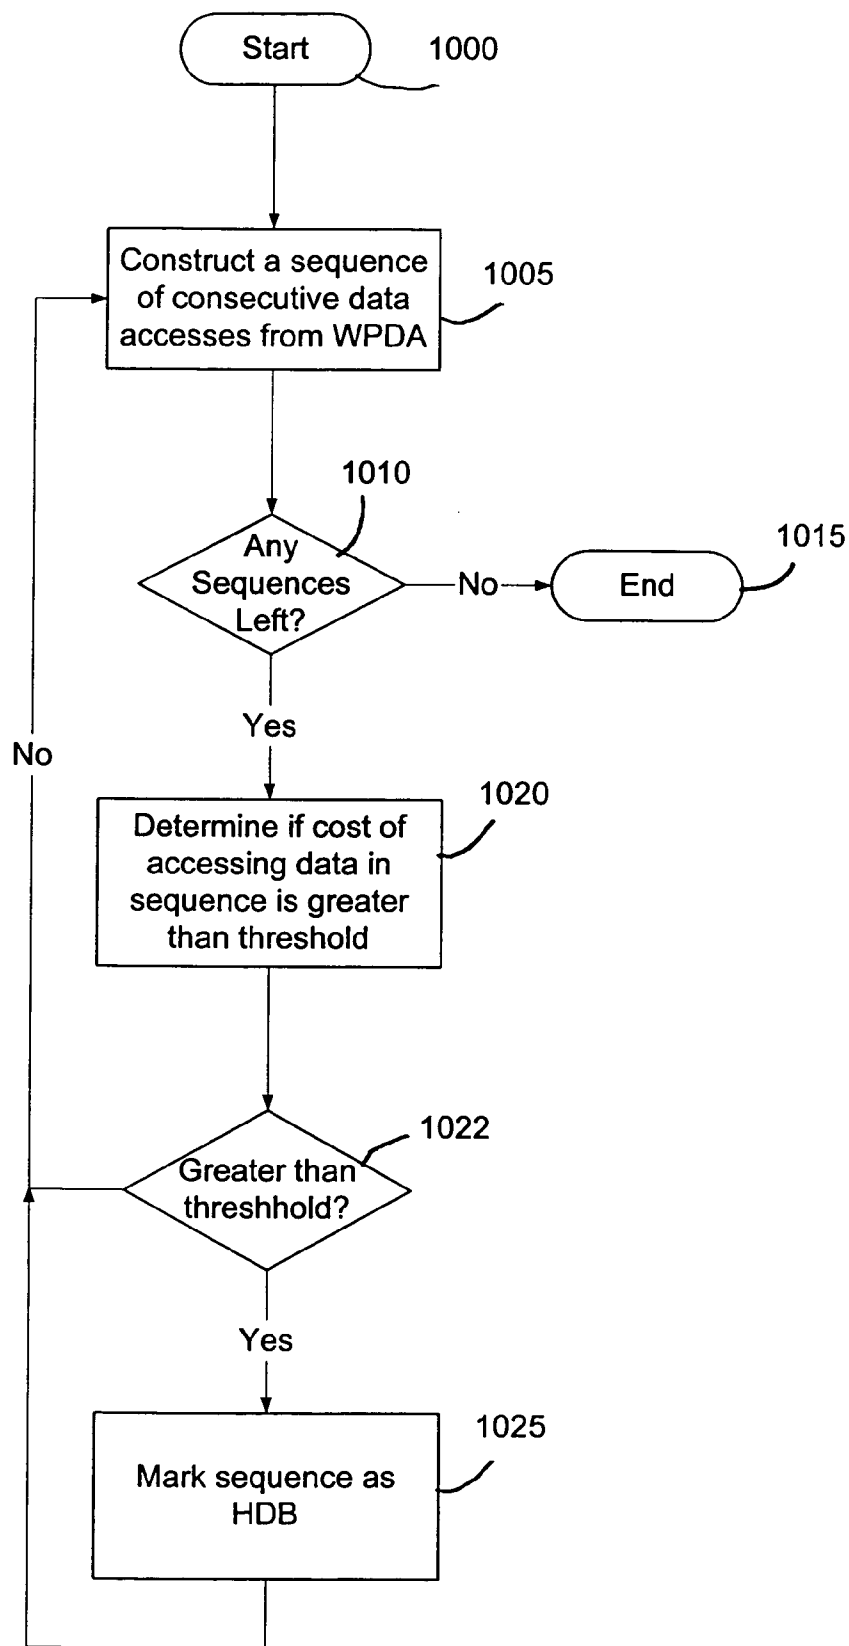 Start
1000
Construct a sequence
of consecutive data
accesses from WPDA
1005
1010
Any
Sequences
Left?
No
End
1015
Yes
No
Determine if cost of
accessing data in
sequence is greater
than threshold
1020
Greater than
threshhold?
1022
Yes
Mark sequence as
HDB
1025